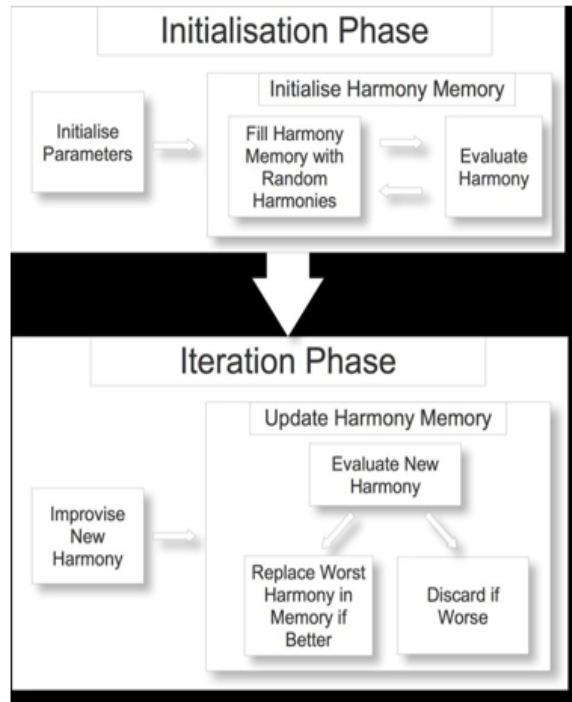 Initialisation Phase
Initialise Harmony Memory
Initialise
Parameters
Fill Harmony
Memory with
Random
Harmonies
Evaluate
Harmony
Iteration Phase
Update Harmony Memory
Evaluate New
Harmony
Improvise
New
Harmony
Replace Worst
Harmony in
Memory if
Better
Discard if
Worse